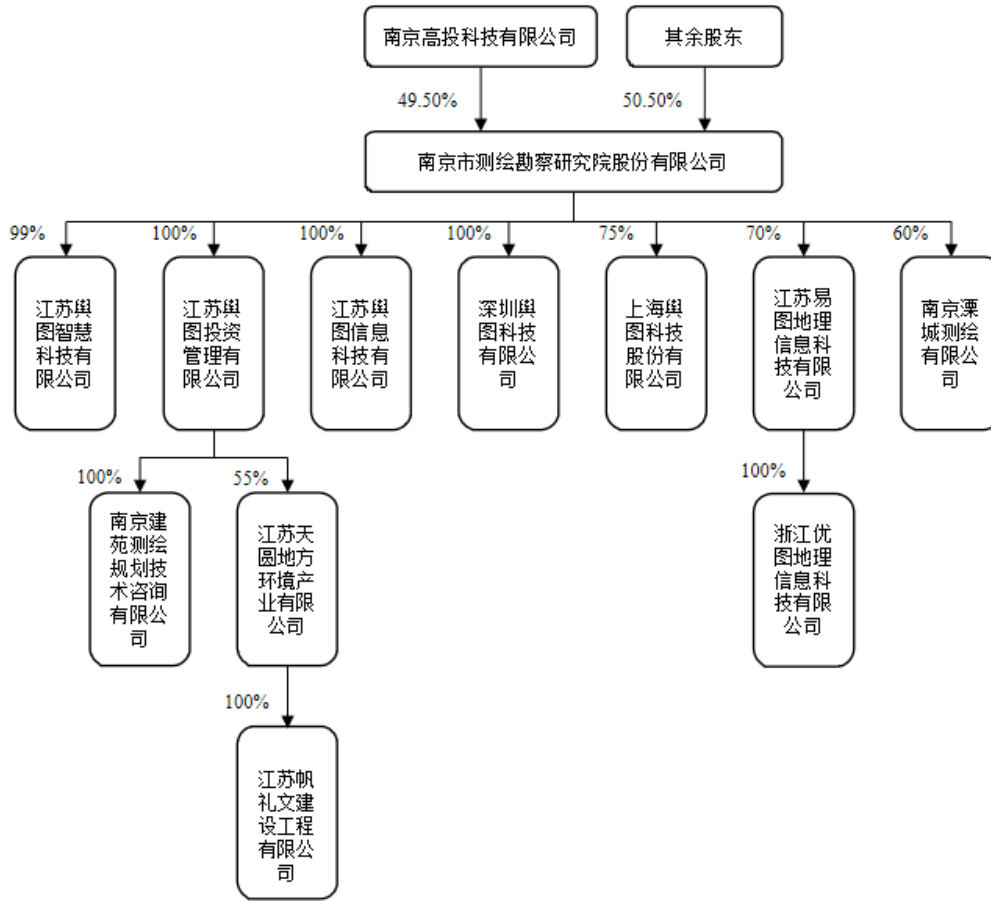 南京高投科技有限公司
其余股东
49.50%
50.50%
南京市测绘勘察研究院股份有限公司
99%
100%
100%
100%
75%
70%
60%
江苏舆
图智慧
科技有
限公司
江苏舆
图投资
管理有
限公司
江苏舆
图信息
科技有
限公司
深圳舆
图科技
有限公
司
上海舆
图科技
股份有
限公司
江苏易
图地理
信息科
技有限
公司
南京溧
城测绘
有限公
司
100%
55%
100%
南京建
苑测绘
规划技
术咨询
有限公
司
江苏天
圆地方
环境产
业有限
公司
浙江优
图地理
信息科
技有限
公司
100%
江苏帆
礼文建
设工程
有限公
司